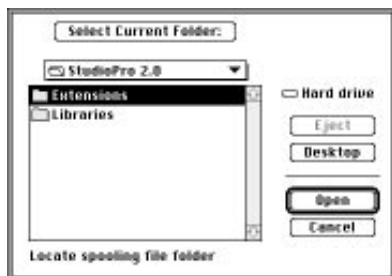 Select Current Folder:
StudioPro 2.0
Extensions
Libraries
Hard drive
Eject
Desktop
Open
Cancel
Locate spooling file folder